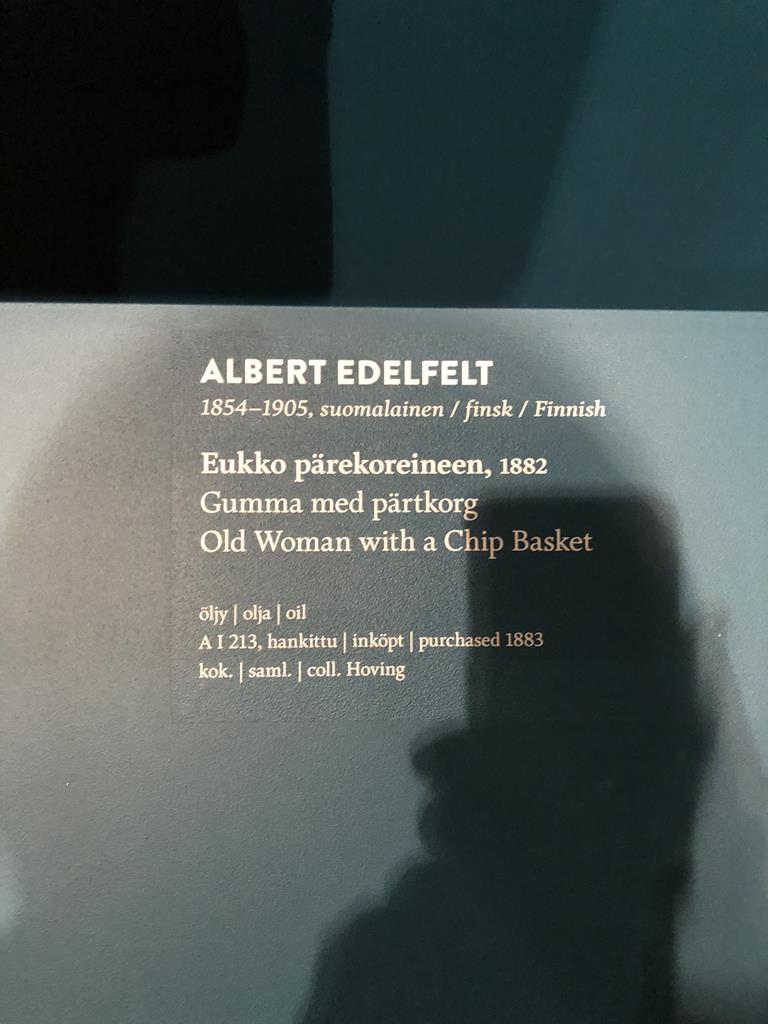 ALBERT EDELFELT
1854–1905, suomalainen / finsk / Finnish
Eukko pärekoreineen, 1882
Gumma med pärtkorg
Old Woman with a Chip Basket
öljy | olja | oil
A I 213, hankittu | inköpt | purchased 1883
kok. | saml. | coll. Hoving